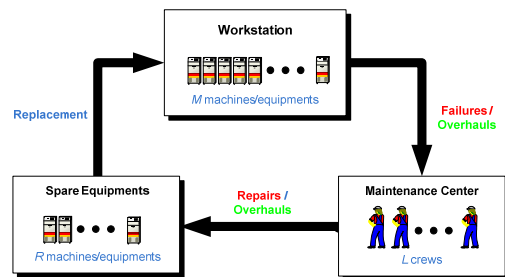 Workstation
M machines/equipments
Replacement
Failures /
Overhauls
Spare Equipments
R machines/equipments
Repairs /
Overhauls
Maintenance Center
L crews